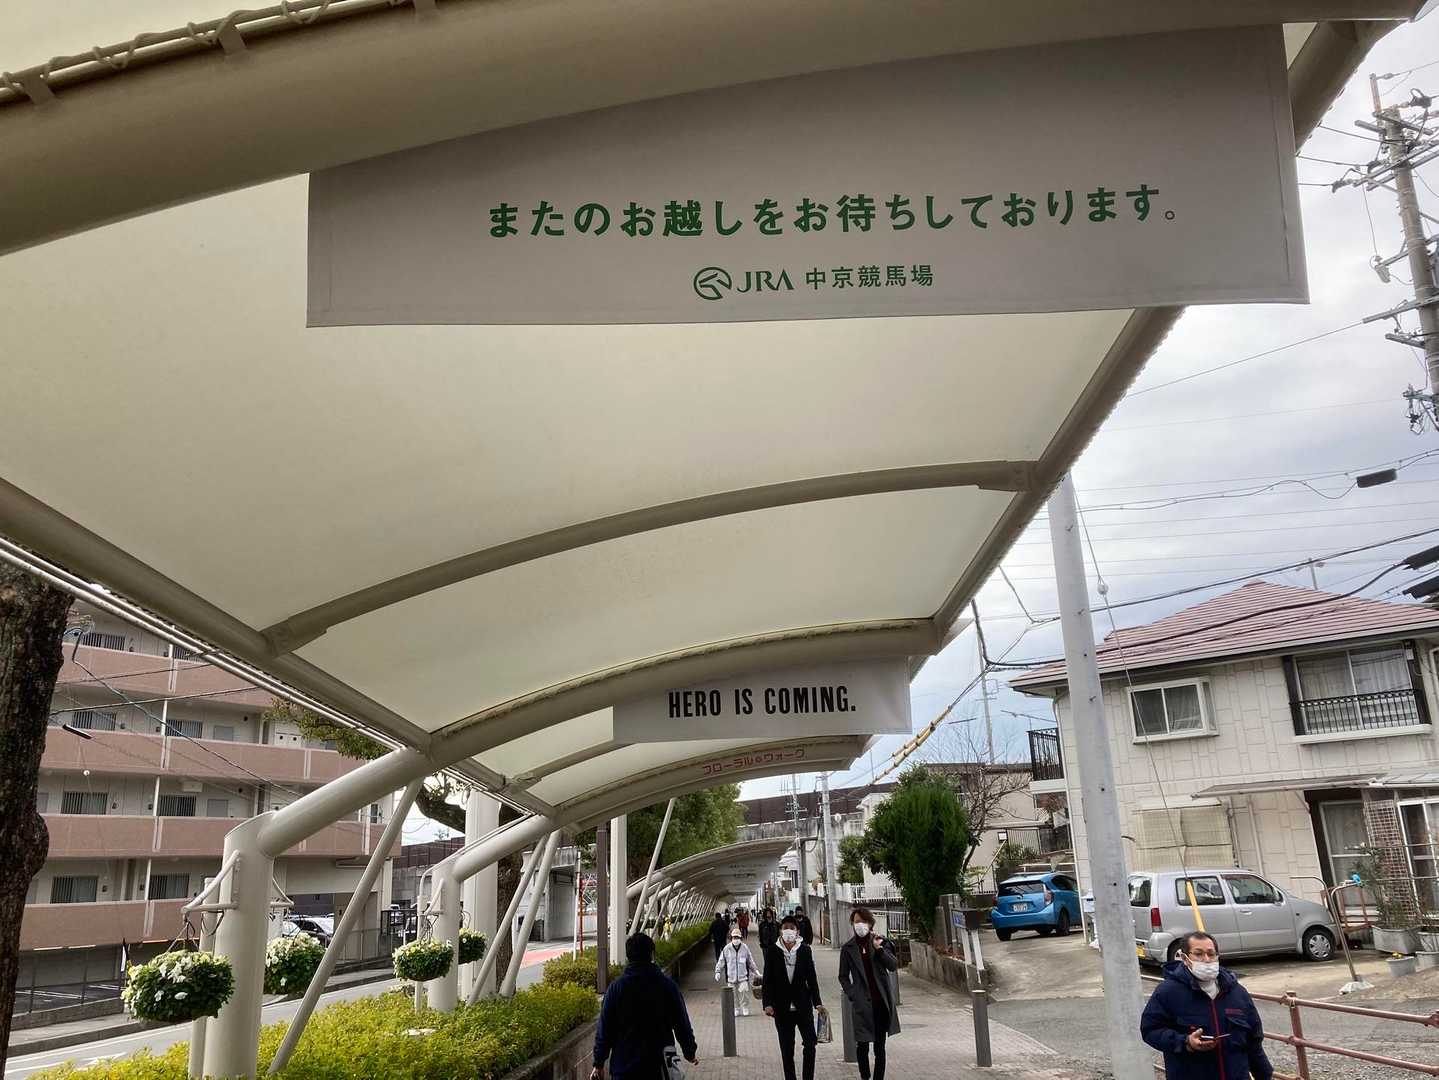 またのお越しをお待ちしております。
JRA 中京競馬場
HERO IS COMING.
フローラルウォーク